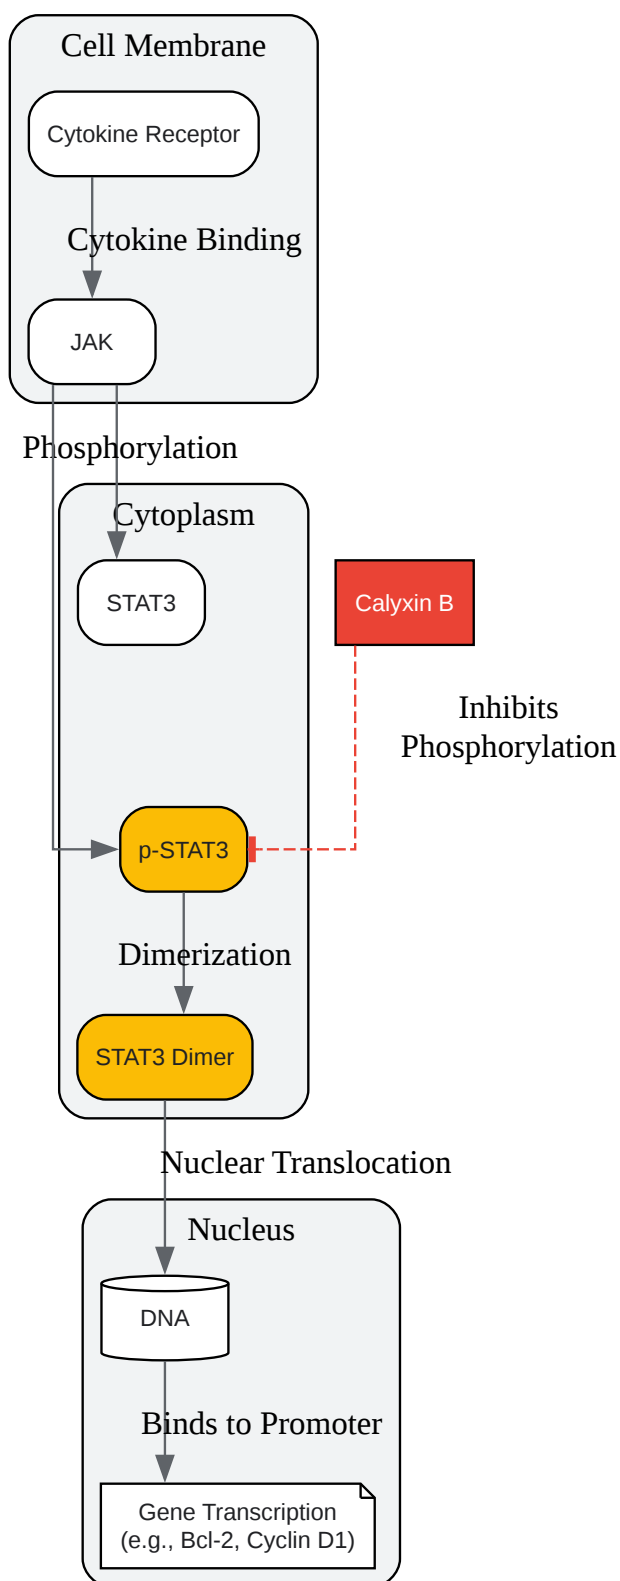 Cell Membrane
Cytokine Receptor
Cytokine Binding
JAK
Phosphorylation
Cytoplasm
STAT3
Calyxin B
Inhibits
Phosphorylation
p-STAT3
Dimerization
STAT3 Dimer
Nuclear Translocation
Nucleus
DNA
Binds to Promoter
Gene Transcription
(e.g., Bcl-2, Cyclin D1)